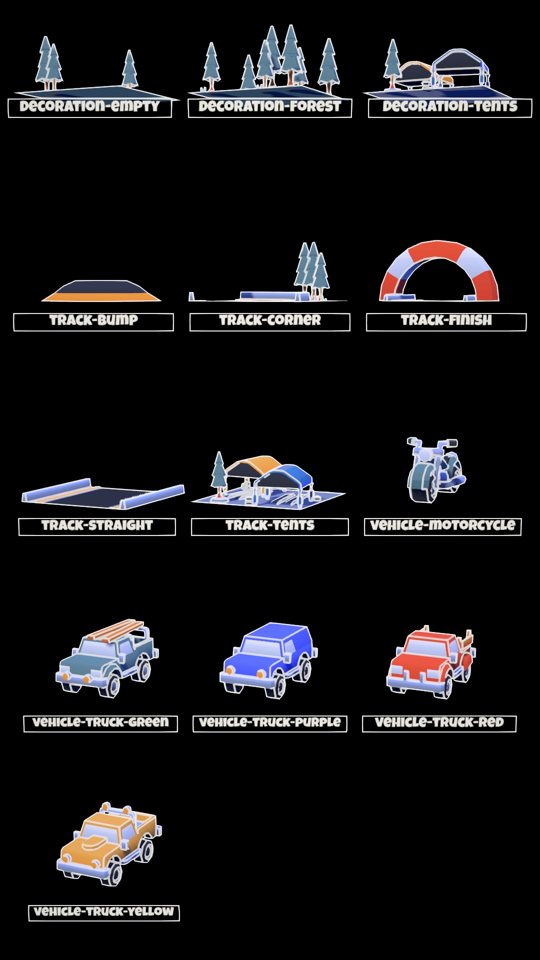 DECORATION-EMPTY
DECORATION-FOREST
DECORATION-TENTS
TRACK-BUMP
TRACK-CORNER
TRACK-FINISH
TRACK-STRAIGHT
TRACK-TENTS
VEHICLE-MOTORCYCLE
VEHICLE-TRUCK-GREEN
VEHICLE-TRUCK-PURPLE
VEHICLE-TRUCK-RED
VEHICLE-TRUCK-YELLOW